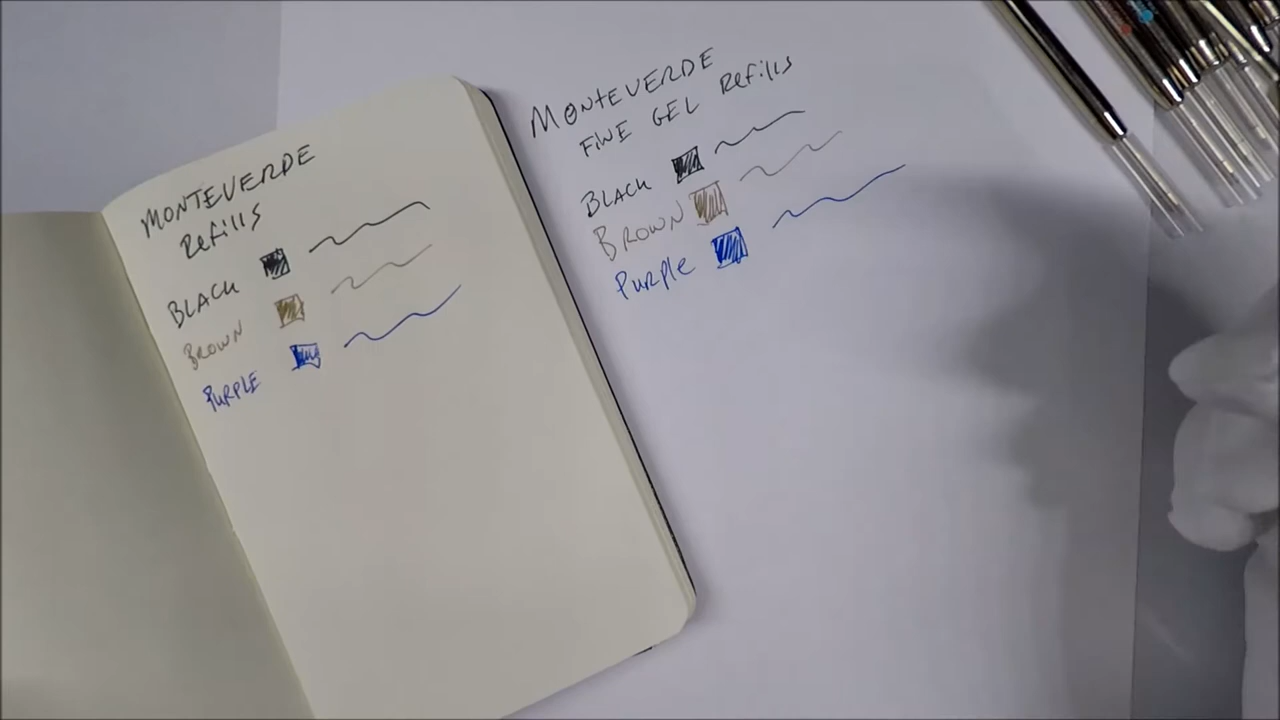 MONTEVERDE
Refills
BLACK
BROWN
PURPLE
MONTEVERDE
FINE GEL Refills
BLACK
BROWN
PURPLE